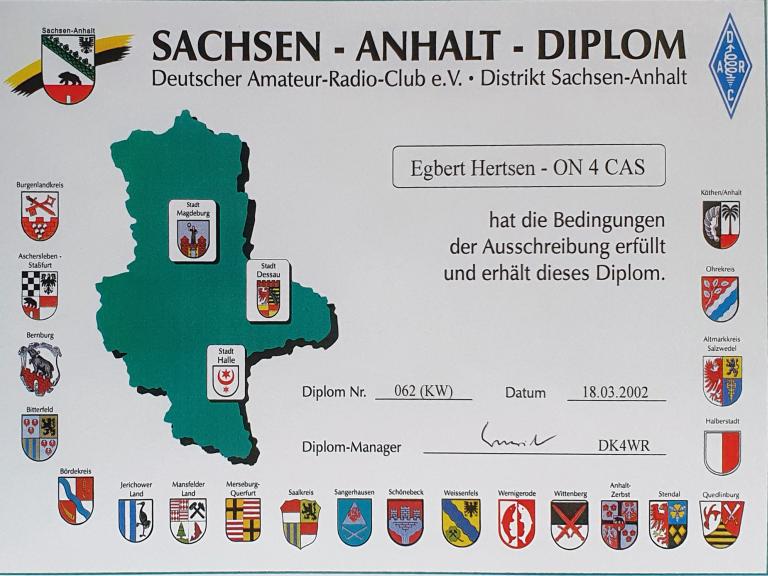 Sachsen-Anhalt
SACHSEN - ANHALT - DIPLOM
Deutscher Amateur-Radio-Club e.V. • Distrikt Sachsen-Anhalt
D
A R
C
Egbert Hertsen - ON 4 CAS
hat die Bedingungen
der Ausschreibung erfüllt
und erhält dieses Diplom.
Stadt
Magdeburg
Stadt
Dessau
Stadt
Halle
Diplom Nr. 062 (KW) Datum 18.03.2002
Diplom-Manager DK4WR
Burgenlandkreis
Aschersleben -
Staßfurt
Bernburg
Bitterfeld
Bördekreis
Jerichower
Land
Mansfelder
Land
Merseburg-
Querfurt
Saalkreis
Sangerhausen
Schönebeck
Weissenfels
Wernigerode
Wittenberg
Anhalt-
Zerbst
Stendal
Quedlinburg
Köthen/Anhalt
Ohrekreis
Altmarkkreis
Salzwedel
Halberstadt